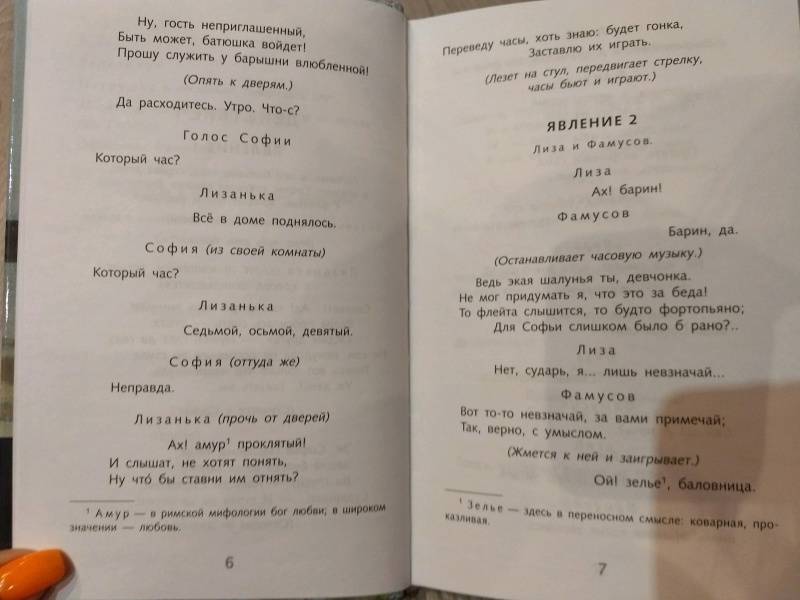 Ну, гость неприглашенный,
Быть может, батюшка войдет!
Прошу служить у барышни влюбленной!
(Опять к дверям.)
Да расходитесь. Утро. Что-с?
Голос Софии
Который час?
Лизанька
Всё в доме поднялось.
София (из своей комнаты)
Который час?
Лизанька
Седьмой, осьмой, девятый.
София (оттуда же)
Неправда.
Лизанька (прочь от дверей)
Ах! амур¹ проклятый!
И слышат, не хотят понять,
Ну что́ бы ставни им отнять?
¹ Амур — в римской мифологии бог любви; в широком
значении — любовь.
6
Переведу часы, хоть знаю: будет гонка,
Заставлю их играть.
(Лезет на стул, передвигает стрелку,
часы бьют и играют.)
ЯВЛЕНИЕ 2
Лиза и Фамусов.
Лиза
Ах! барин!
Фамусов
Барин, да.
(Останавливает часовую музыку.)
Ведь экая шалунья ты, девчонка.
Не мог придумать я, что это за беда!
То флейта слышится, то будто фортопьяно;
Для Софьи слишком было б рано?..
Лиза
Нет, сударь, я... лишь невзначай...
Фамусов
Вот то-то невзначай, за вами примечай;
Так, верно, с умыслом.
(Жмется к ней и заигрывает.)
Ой! зелье¹, баловница.
¹ Зелье — здесь в переносном смысле: коварная, про-
казливая.
7